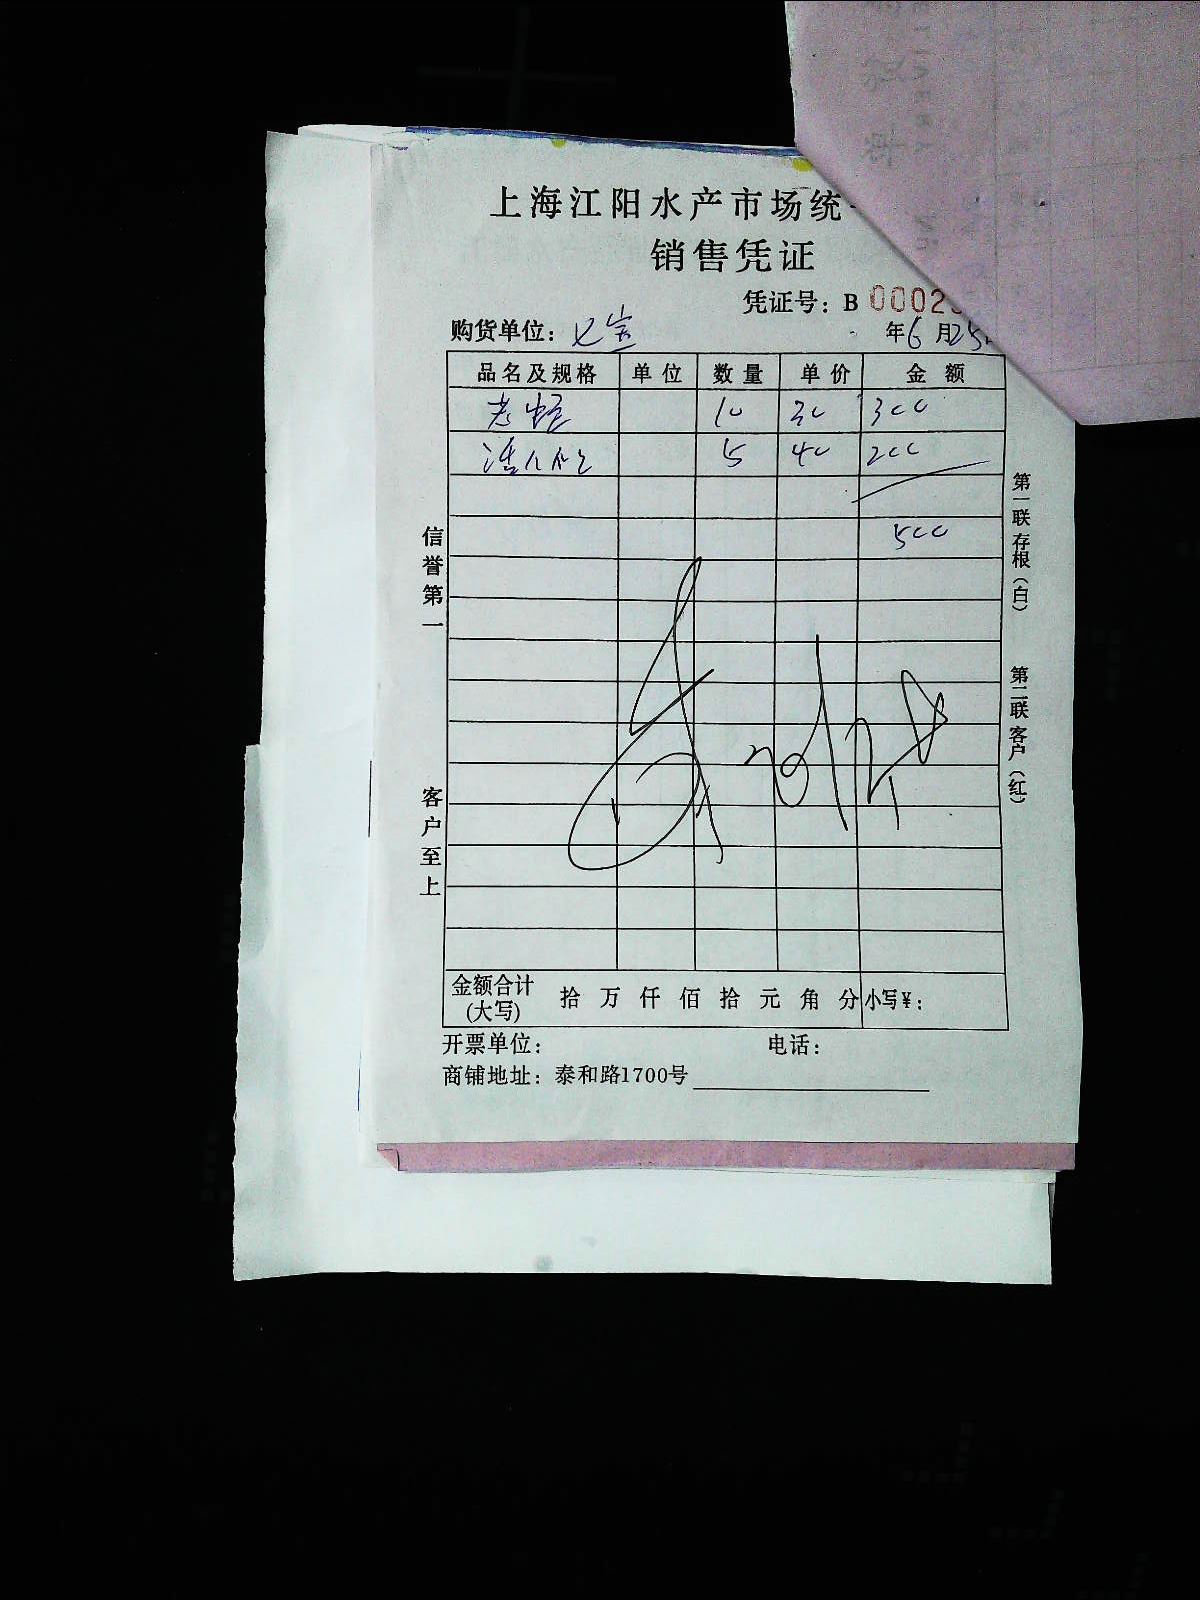 上海江阳水产市场统
销售凭证
凭证号：B 0002
购货单位：七宝
年6月25
品名及规格 单位 数量 单价 金额
老蛏 10 30 300
5 40 200
500
信誉第一
客户至上
第一联存根（白）
第二联客户（红）
金额合计(大写) 拾万仟佰拾元角分 小写¥：
开票单位： 电话：
商铺地址：泰和路1700号